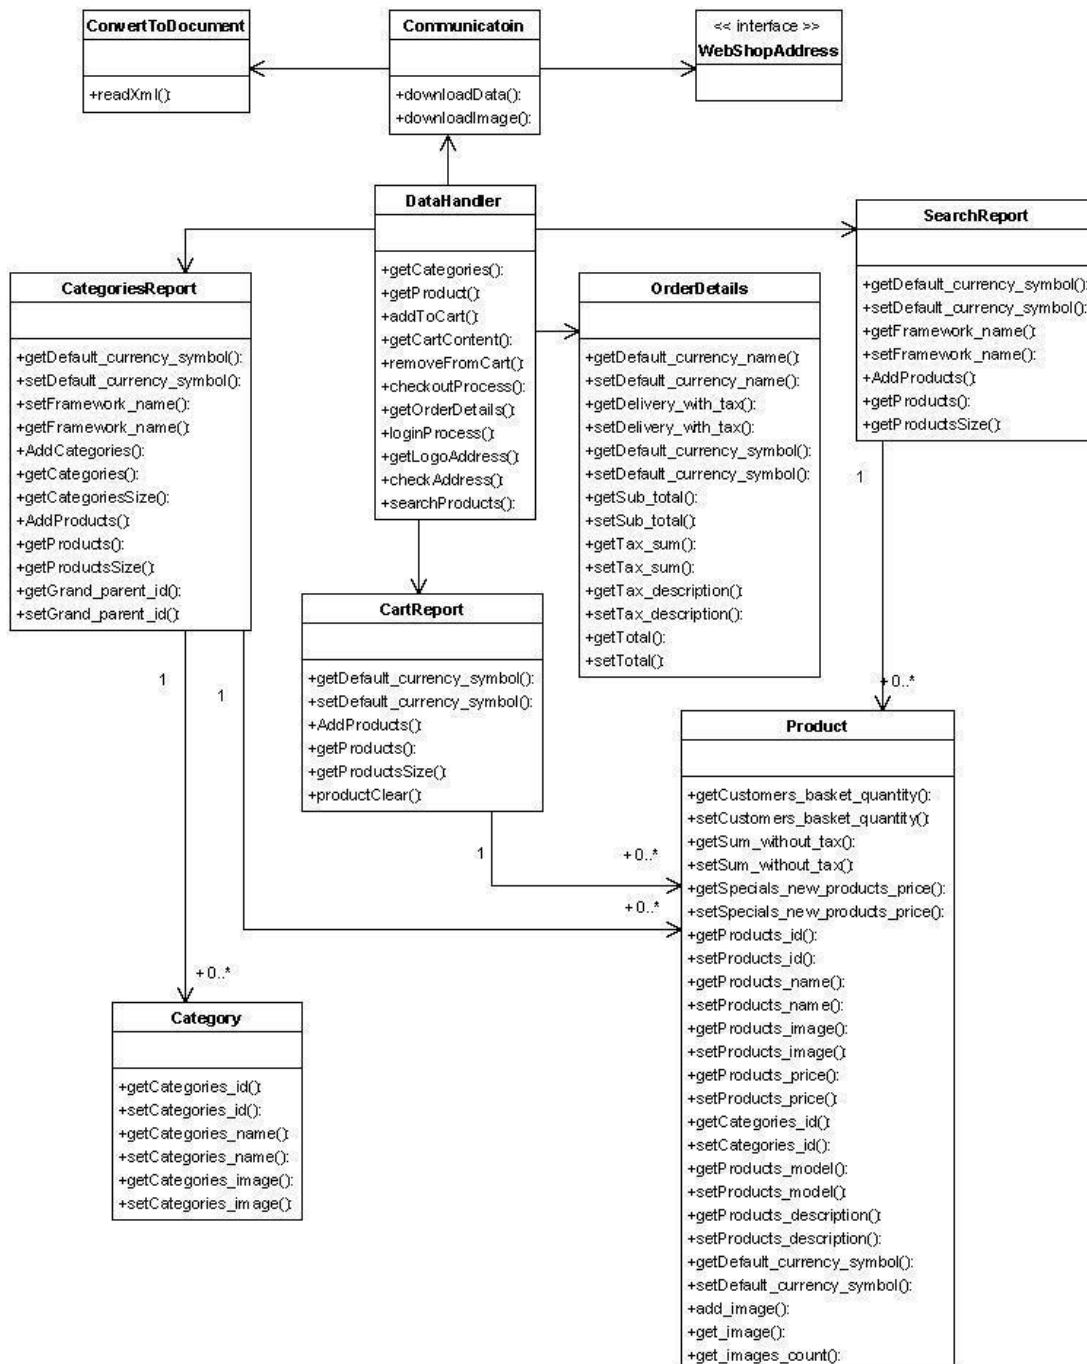 ConvertToDocument
+readXml():
Communicatoin
+downloadData():
+downloadImage():
<< interface >>
WebShopAddress
DataHandler
+getCategories():
+getProduct():
+addToCart():
+getCartContent():
+removeFromCart():
+checkoutProcess():
+getOrderDetails():
+loginProcess():
+getLogoAddress():
+checkAddress():
+searchProducts():
SearchReport
+getDefault_currency_symbol():
+setDefault_currency_symbol():
+getFramework_name():
+setFramework_name():
+AddProducts():
+getProducts():
+getProductsSize():
CategoriesReport
+getDefault_currency_symbol():
+setDefault_currency_symbol():
+setFramework_name():
+getFramework_name():
+AddCategories():
+getCategories():
+getCategoriesSize():
+AddProducts():
+getProducts():
+getProductsSize():
+getGrand_parent_id():
+setGrand_parent_id():
OrderDetails
+getDefault_currency_name():
+setDefault_currency_name():
+getDelivery_with_tax():
+setDelivery_with_tax():
+getDefault_currency_symbol():
+setDefault_currency_symbol():
+getSub_total():
+setSub_total():
+getTax_sum():
+setTax_sum():
+getTax_description():
+setTax_description():
+getTotal():
+setTotal():
CartReport
+getDefault_currency_symbol():
+setDefault_currency_symbol():
+AddProducts():
+getProducts():
+getProductsSize():
+productClear():
1
1
1
+0..*
1
+0..*
+0..*
+0..*
Category
+getCategories_id():
+setCategories_id():
+getCategories_name():
+setCategories_name():
+getCategories_image():
+setCategories_image():
Product
+getCustomers_basket_quantity():
+setCustomers_basket_quantity():
+getSum_without_tax():
+setSum_without_tax():
+getSpecials_new_products_price():
+setSpecials_new_products_price():
+getProducts_id():
+setProducts_id():
+getProducts_name():
+setProducts_name():
+getProducts_image():
+setProducts_image():
+getProducts_price():
+setProducts_price():
+getCategories_id():
+setCategories_id():
+getProducts_model():
+setProducts_model():
+getProducts_description():
+setProducts_description():
+getDefault_currency_symbol():
+setDefault_currency_symbol():
+add_image():
+get_image():
+get_images_count():